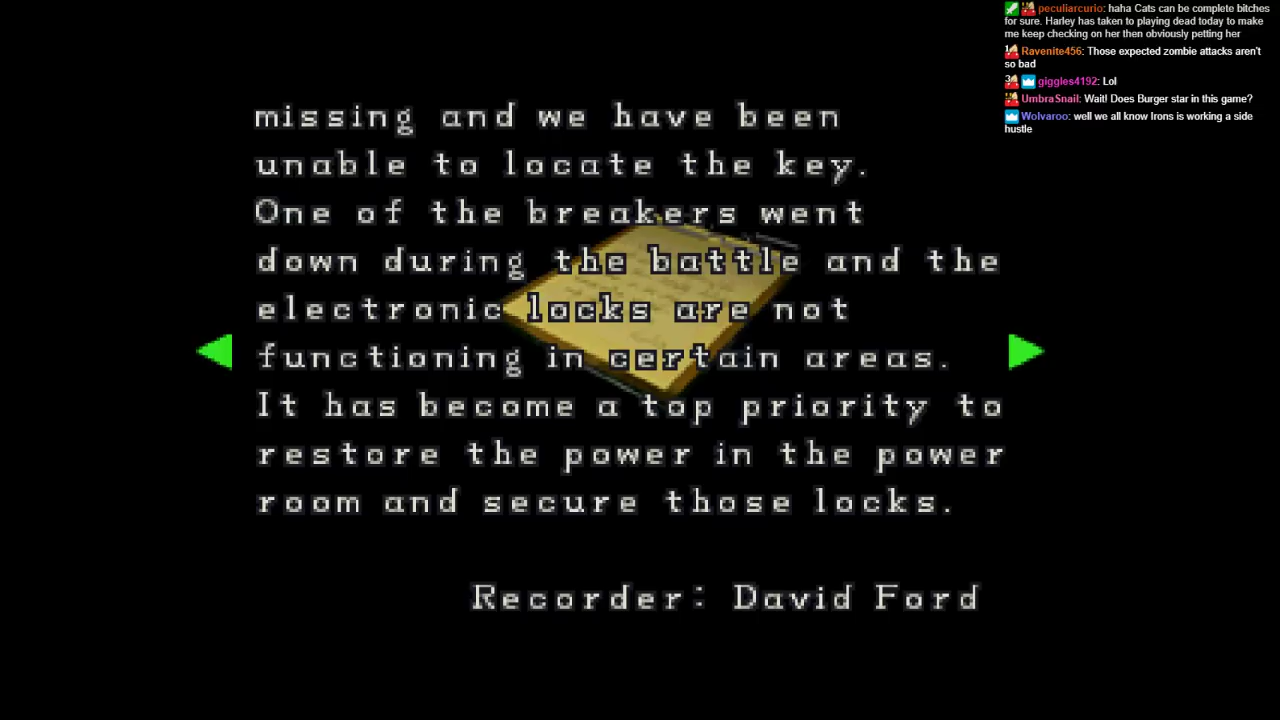 missing and we have been
unable to locate the key.
One of the breakers went
down during the battle and the
electronic locks are not
functioning in certain areas.
It has become a top priority to
restore the power in the power
room and secure those locks.
Recorder: David Ford
peculiarcurio: haha Cats can be complete bitches
for sure. Harley has taken to playing dead today to make
me keep checking on her then obviously petting her
Ravenite456: Those expected zombie attacks aren't
so bad
giggles4192: Lol
UmbraSnail: Wait! Does Burger star in this game?
Wolvaroo: well we all know Irons is working a side
hustle